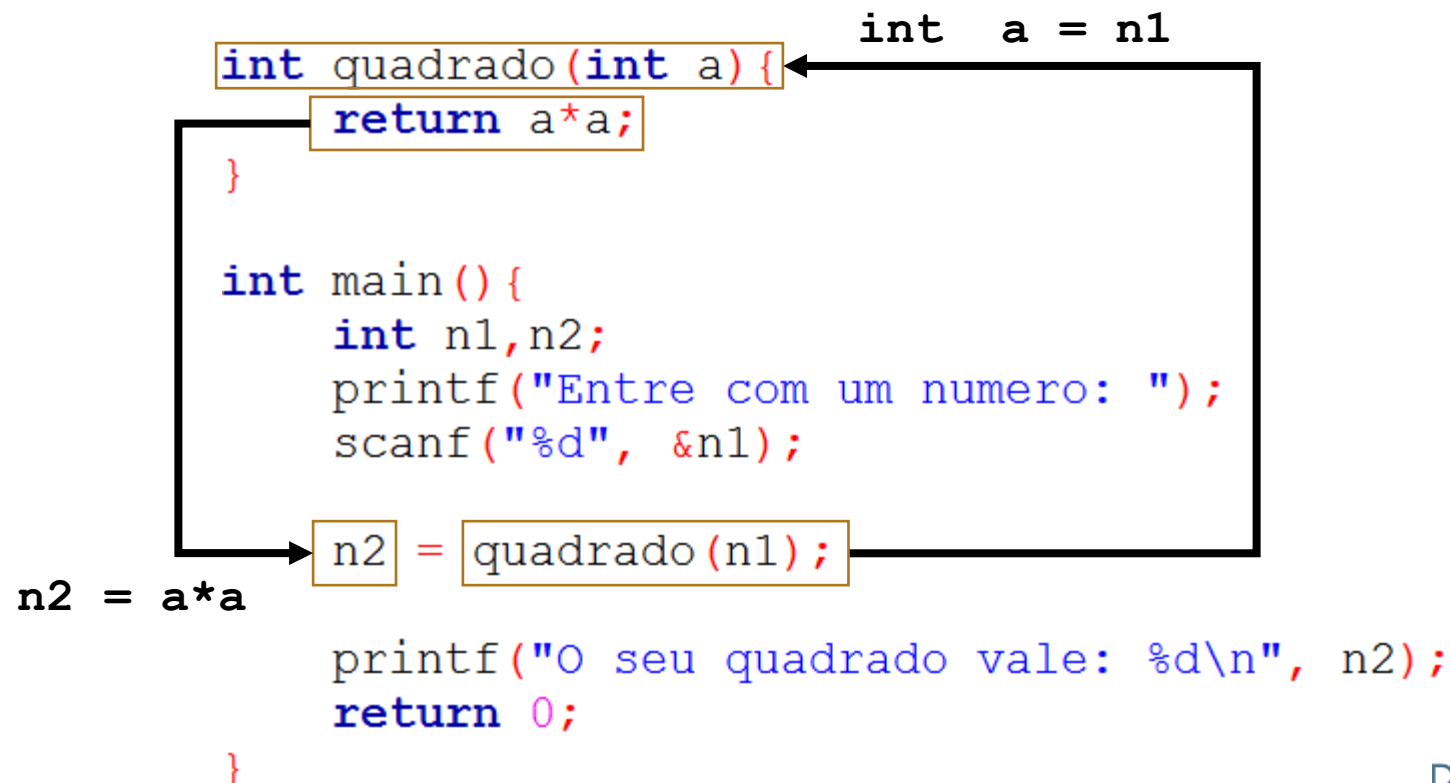 int a = n1
int quadrado(int a){
return a*a;
}
int main(){
int n1,n2;
printf("Entre com um numero: ");
scanf("%d", &n1);
n2 = quadrado(n1);
n2 = a*a
printf("O seu quadrado vale: %d\n", n2);
return 0;
}